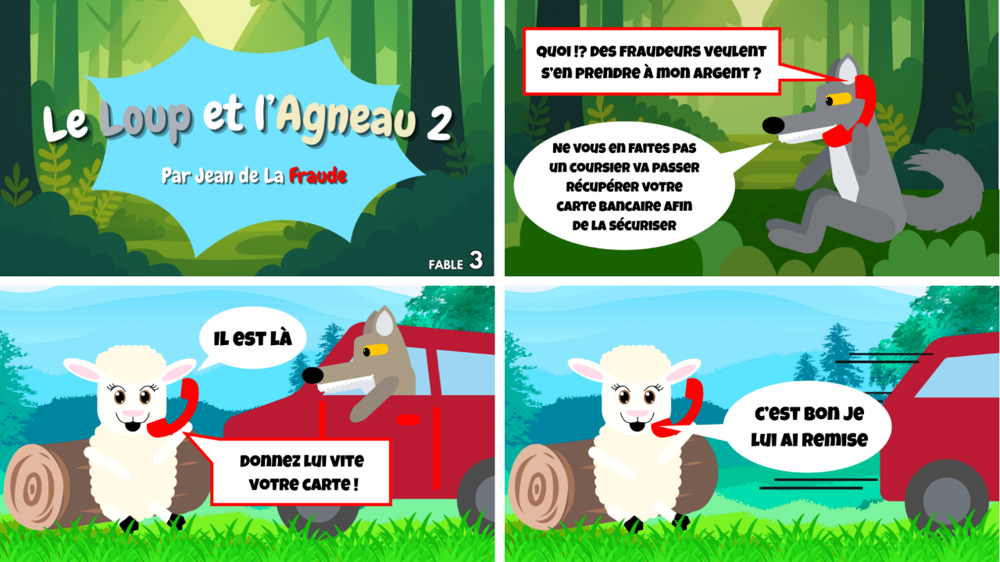 Le Loup et l'Agneau 2
Par Jean de La Fraude
FABLE 3
QUOI !? DES FRAUDEURS VEULENT
S'EN PRENDRE À MON ARGENT ?
NE VOUS EN FAITES PAS
UN COURSIER VA PASSER
RÉCUPÉRER VOTRE
CARTE BANCAIRE AFIN
DE LA SÉCURISER
IL EST LÀ
DONNEZ LUI VITE
VOTRE CARTE !
C'EST BON JE
LUI AI REMISE